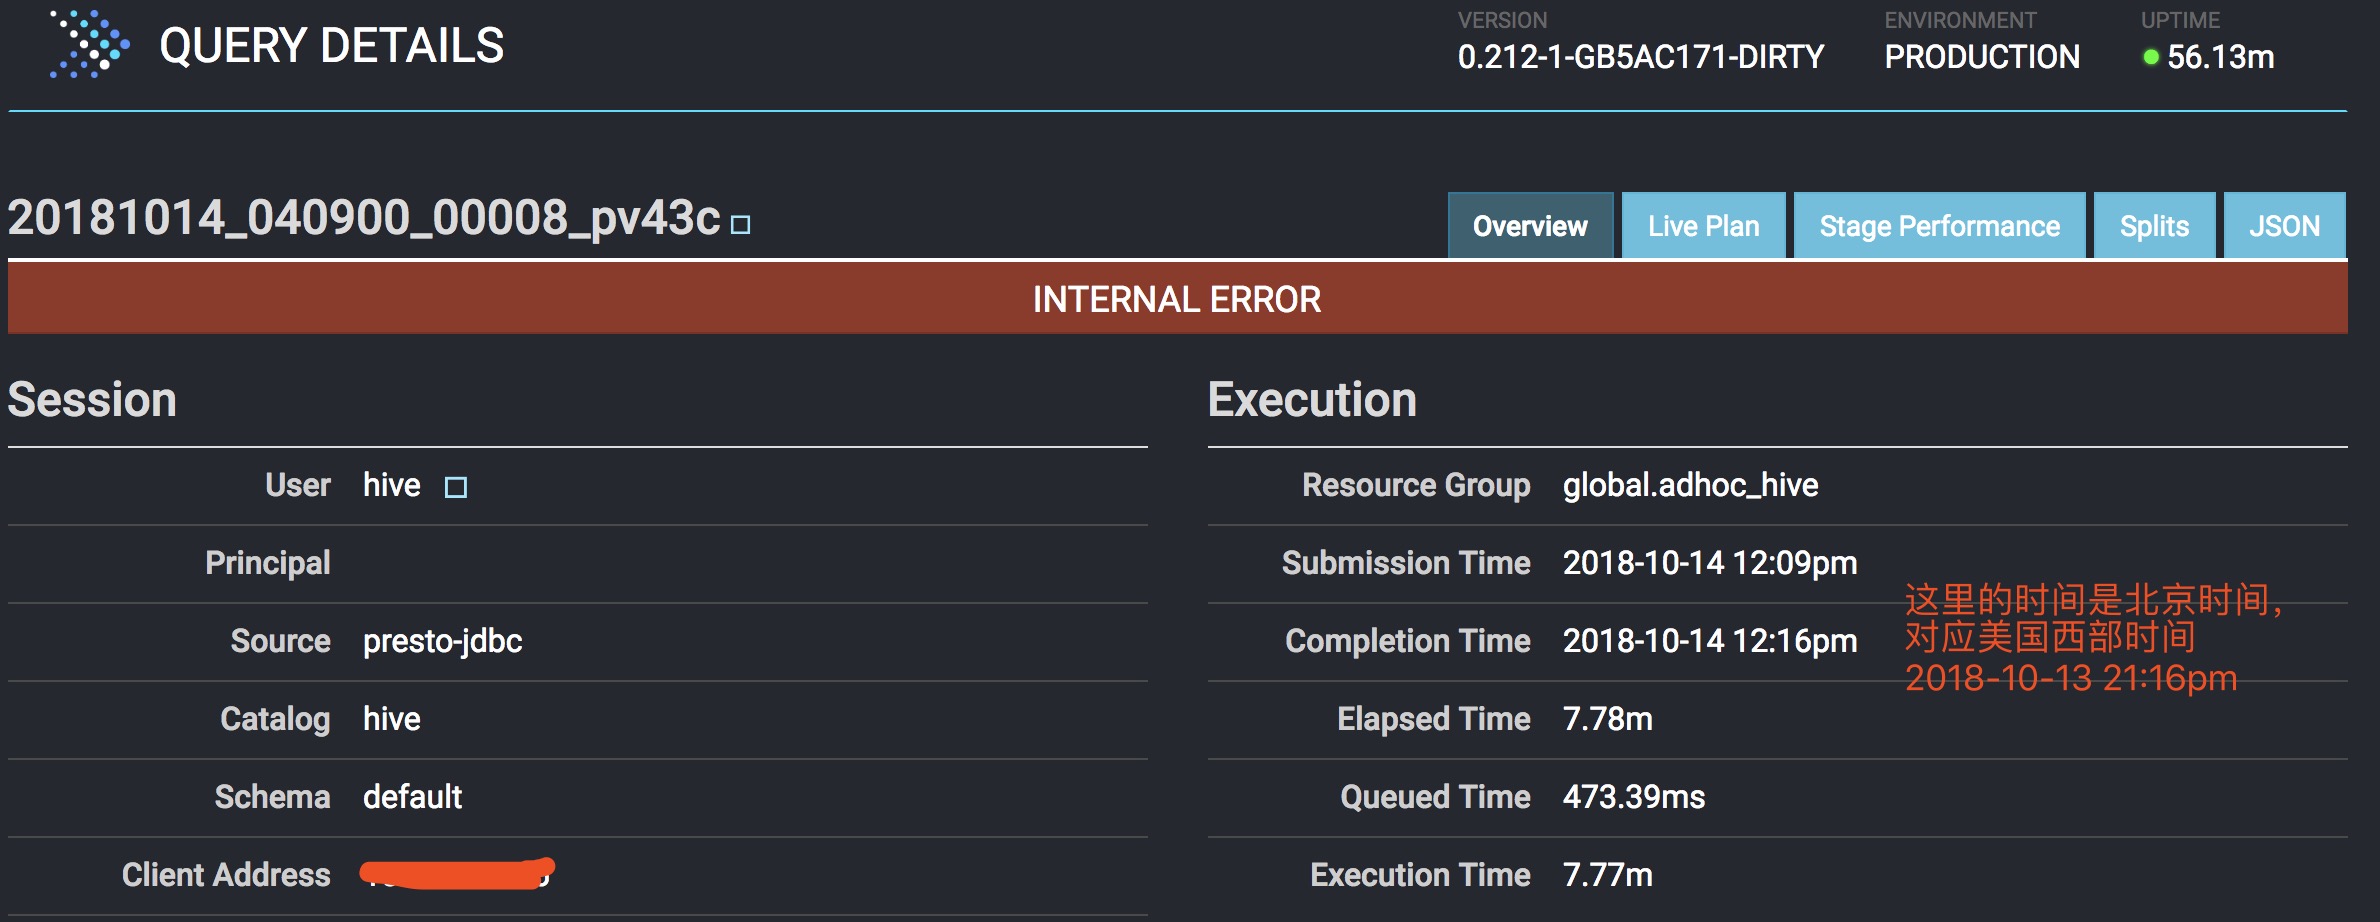 QUERY DETAILS
VERSION
0.212-1-GB5AC171-DIRTY
ENVIRONMENT
PRODUCTION
UPTIME
56.13m
20181014_040900_00008_pv43c
Overview
Live Plan
Stage Performance
Splits
JSON
INTERNAL ERROR
Session
User hive
Principal
Source presto-jdbc
Catalog hive
Schema default
Client Address
Execution
Resource Group global.adhoc_hive
Submission Time 2018-10-14 12:09pm
Completion Time 2018-10-14 12:16pm
这里的时间是北京时间，
对应美国西部时间
2018-10-13 21:16pm
Elapsed Time 7.78m
Queued Time 473.39ms
Execution Time 7.77m